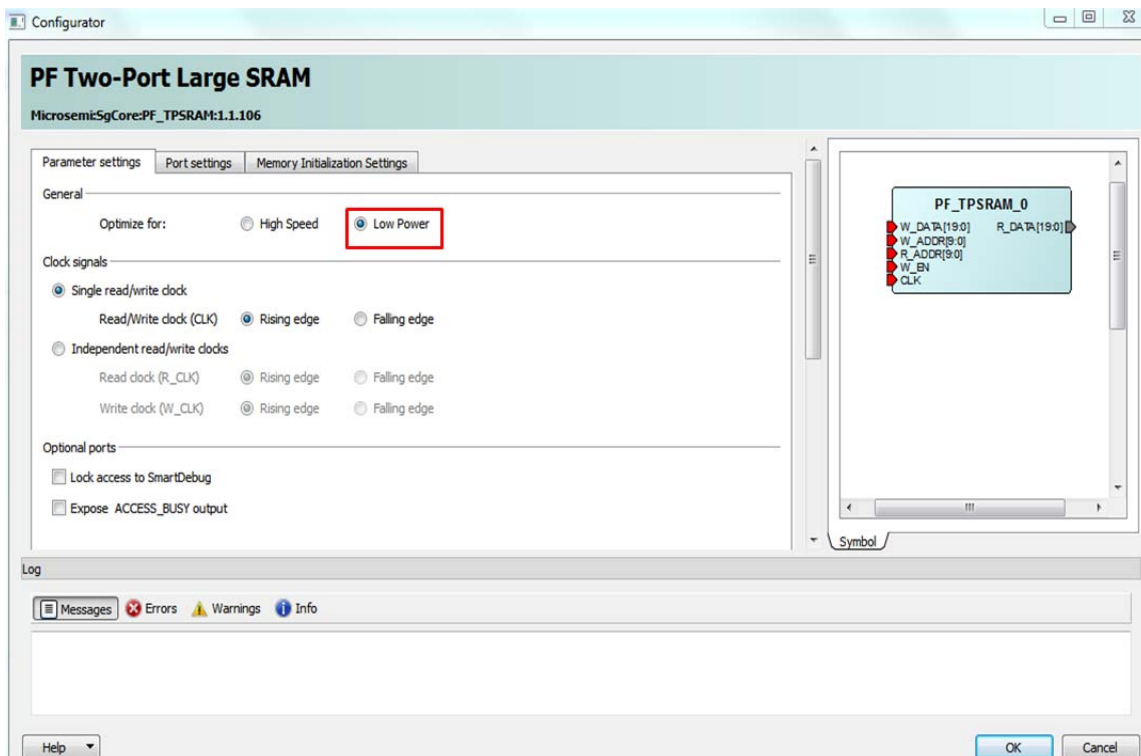 Configurator
PF Two-Port Large SRAM
Microsemi:SgCore:PF_TPSRAM:1.1.106
Parameter settings Port settings Memory Initialization Settings
General
Optimize for: High Speed Low Power
Clock signals
Single read/write clock
Read/Write clock (CLK) Rising edge Falling edge
Independent read/write clocks
Read clock (R_CLK) Rising edge Falling edge
Write clock (W_CLK) Rising edge Falling edge
Optional ports
Lock access to SmartDebug
Expose ACCESS_BUSY output
PF_TPSRAM_0
W_DATA[19:0] R_DATA[19:0]
W_ADDR[9:0]
R_ADDR[9:0]
W_EN
CLK
Symbol
Log
Messages Errors Warnings Info
Help OK Cancel